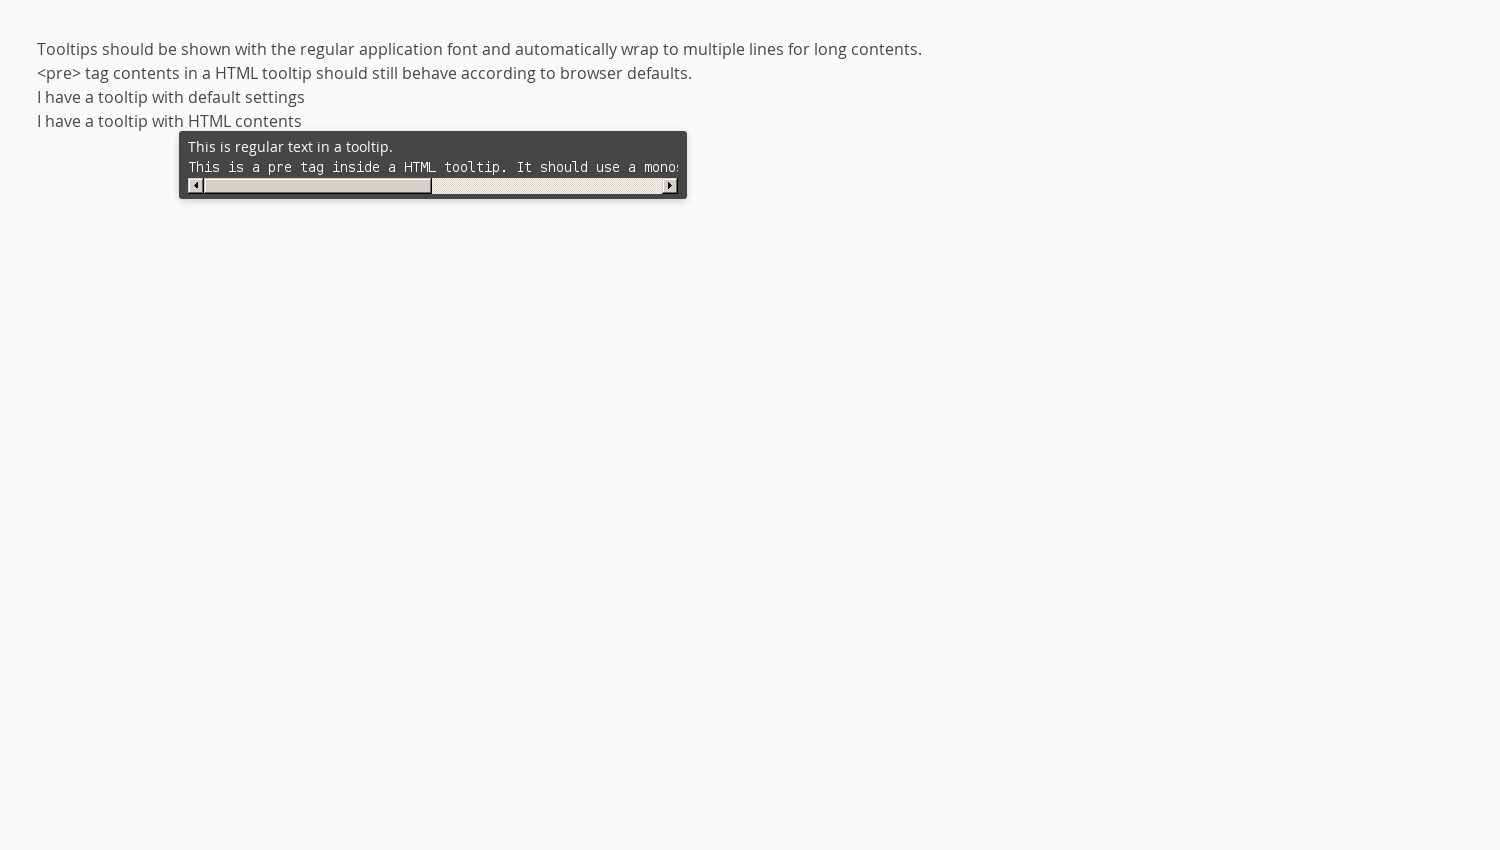 Tooltips should be shown with the regular application font and automatically wrap to multiple lines for long contents.
<pre> tag contents in a HTML tooltip should still behave according to browser defaults.
I have a tooltip with default settings
I have a tooltip with HTML contents
This is regular text in a tooltip.
This is a pre tag inside a HTML tooltip. It should use a